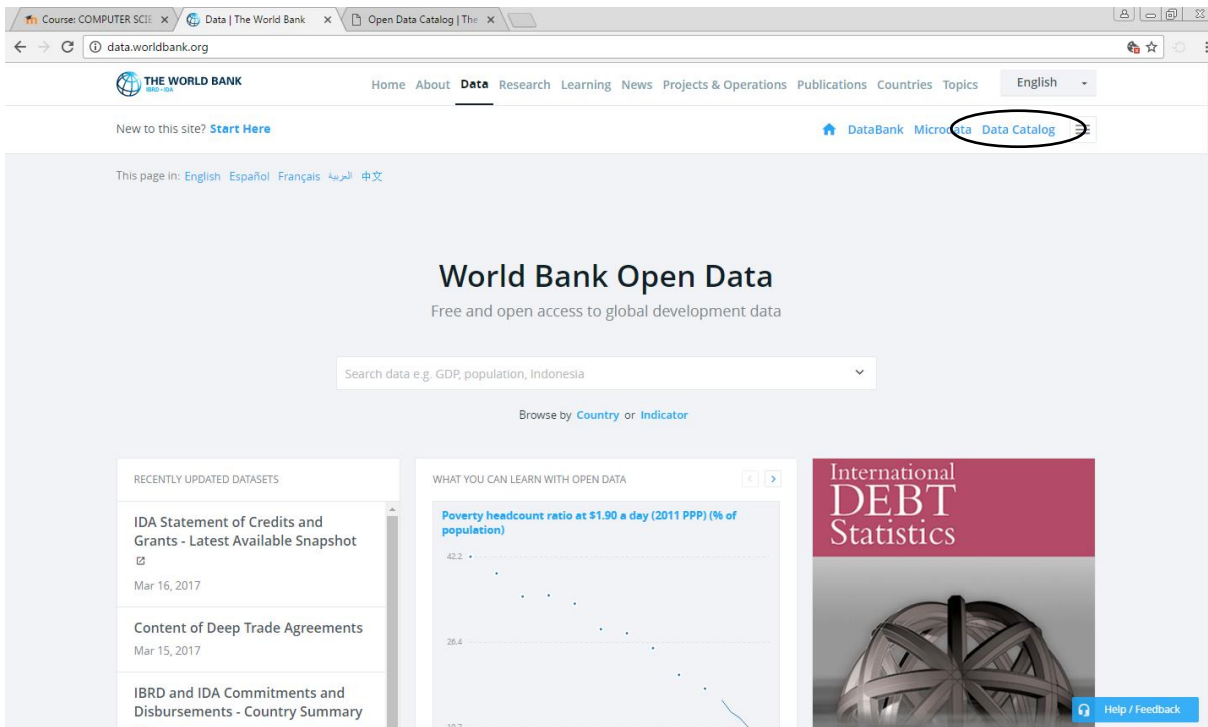 Course: COMPUTER SCIE
Data | The World Bank
Open Data Catalog | The
data.worldbank.org
THE WORLD BANK
IBRD • IDA
Home About Data Research Learning News Projects & Operations Publications Countries Topics
English
New to this site? Start Here
DataBank Microdata Data Catalog
This page in: English Español Français العربية 中文
World Bank Open Data
Free and open access to global development data
Search data e.g. GDP, population, Indonesia
Browse by Country or Indicator
RECENTLY UPDATED DATASETS
IDA Statement of Credits and
Grants - Latest Available Snapshot
Mar 16, 2017
Content of Deep Trade Agreements
Mar 15, 2017
IBRD and IDA Commitments and
Disbursements - Country Summary
WHAT YOU CAN LEARN WITH OPEN DATA
Poverty headcount ratio at $1.90 a day (2011 PPP) (% of
population)
42.2
26.4
International
DEBT
Statistics
Help / Feedback